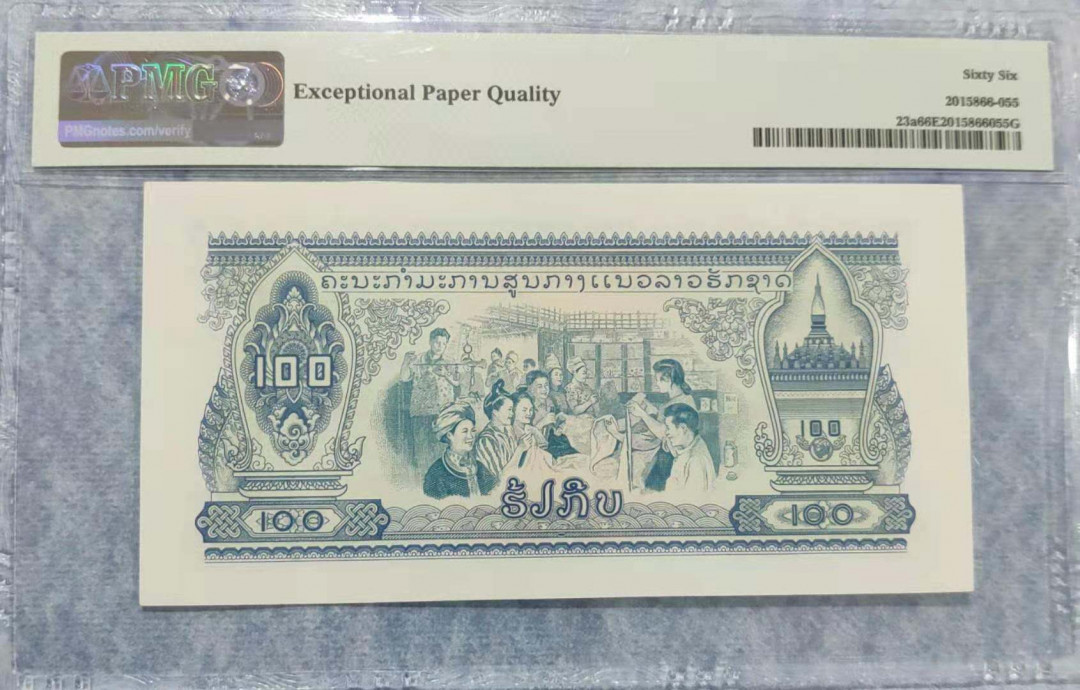 PMG
PMGnotes.com/verify
Exceptional Paper Quality
Sixty Six
2015866-055
23a66E2015866055G
ຄະນະກຳມະການສູນກາງແນວລາວຮັກຊາດ
100
100
ຮ້ອຍກີບ
100
100